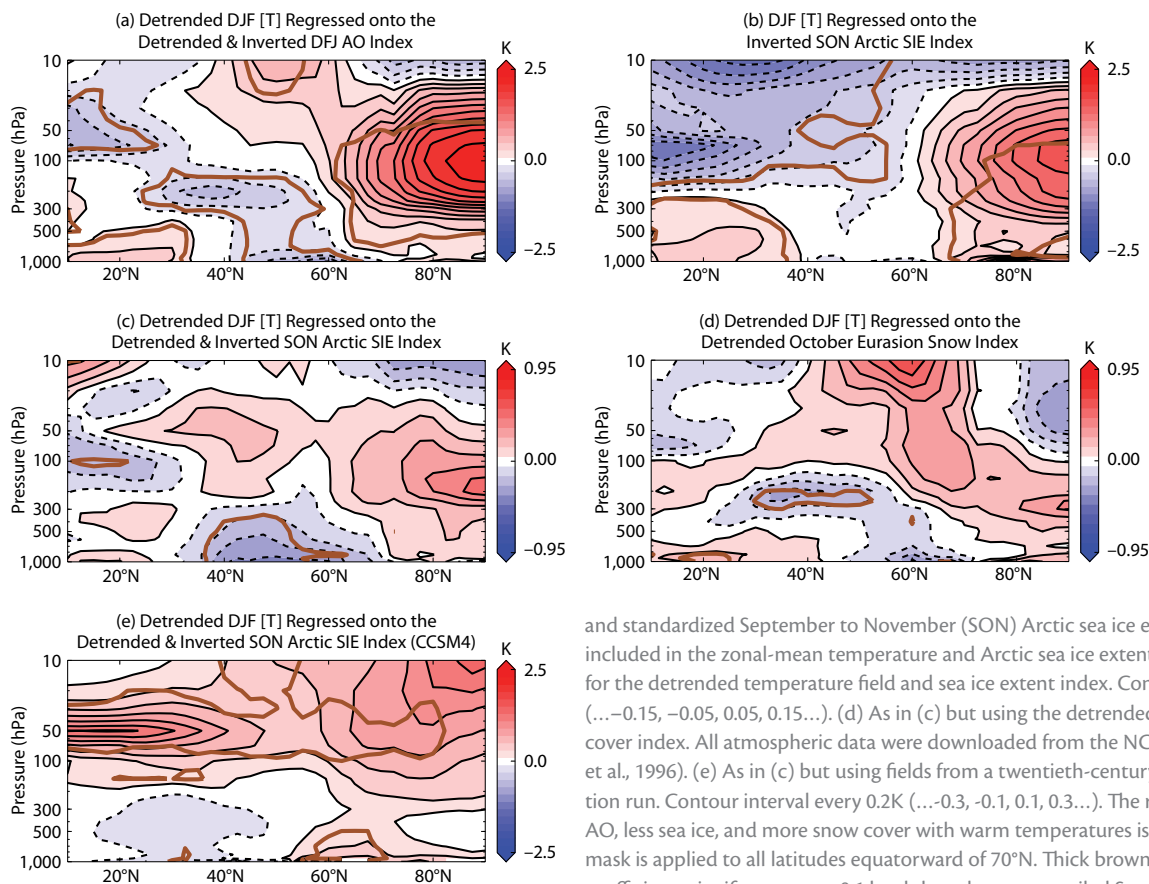 (a) Detrended DJF [T] Regressed onto the
Detrended & Inverted DFJ AO Index
K
10
50
100
300
500
1,000
Pressure (hPa)
20°N 40°N 60°N 80°N
2.5
0.0
−2.5
(b) DJF [T] Regressed onto the
Inverted SON Arctic SIE Index
K
10
50
100
300
500
1,000
Pressure (hPa)
20°N 40°N 60°N 80°N
2.5
0.0
−2.5
(c) Detrended DJF [T] Regressed onto the
Detrended & Inverted SON Arctic SIE Index
K
10
50
100
300
500
1,000
Pressure (hPa)
20°N 40°N 60°N 80°N
0.95
0.00
−0.95
(d) Detrended DJF [T] Regressed onto the
Detrended October Eurasion Snow Index
K
10
50
100
300
500
1,000
Pressure (hPa)
20°N 40°N 60°N 80°N
0.95
0.00
−0.95
(e) Detrended DJF [T] Regressed onto the
Detrended & Inverted SON Arctic SIE Index (CCSM4)
K
10
50
100
300
500
1,000
Pressure (hPa)
20°N 40°N 60°N 80°N
2.5
0.0
−2.5
and standardized September to November (SON) Arctic sea ice e
included in the zonal-mean temperature and Arctic sea ice extent
for the detrended temperature field and sea ice extent index. Con
(…−0.15, −0.05, 0.05, 0.15…). (d) As in (c) but using the detrended
cover index. All atmospheric data were downloaded from the NC
et al., 1996). (e) As in (c) but using fields from a twentieth-century
tion run. Contour interval every 0.2K (…-0.3, -0.1, 0.1, 0.3…). The r
AO, less sea ice, and more snow cover with warm temperatures is
mask is applied to all latitudes equatorward of 70°N. Thick brown